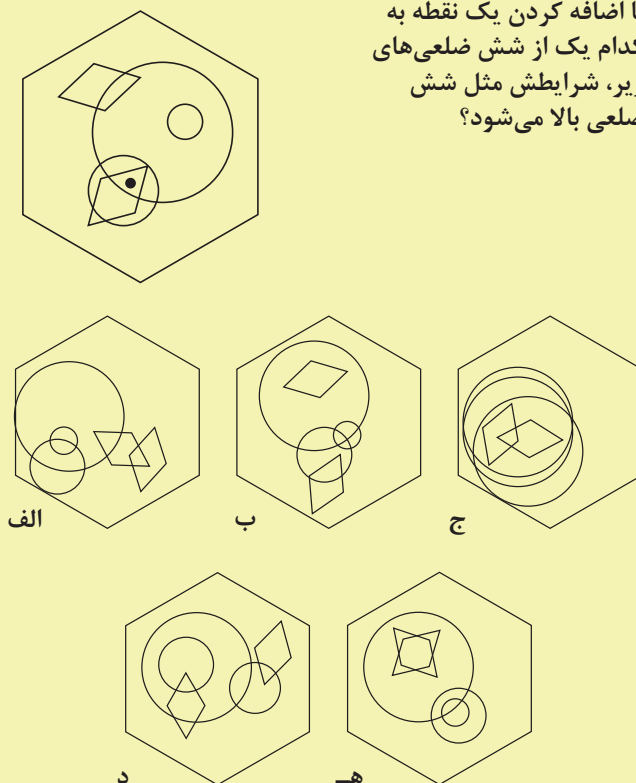 با اضافه کردن یک نقطه به
کدام یک از شش ضلعی‌های
زیر، شرایطش مثل شش
ضلعی بالا می‌شود؟
الف
ب
ج
د
هـ